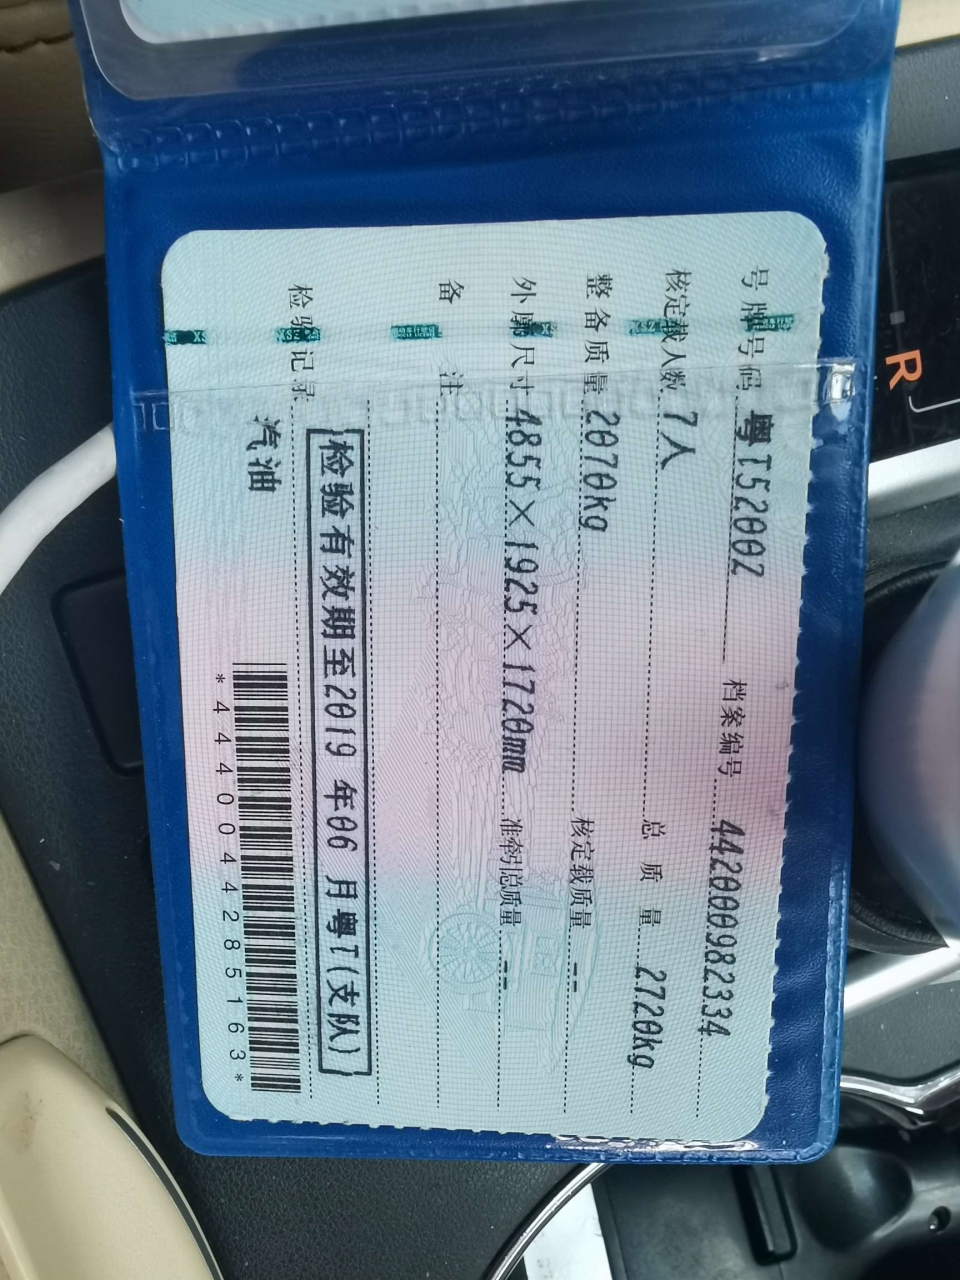 号牌号码 粤T5200Z 档案编号 442000982334
核定载人数 7人 总质量 2720kg
整备质量 2070kg 核定载质量 --
外廓尺寸 4855×1925×1720mm 准牵引总质量 --
备注
检验有效期至2019年06月粤T(支队)
检验记录
汽油
*4440044285163*
R